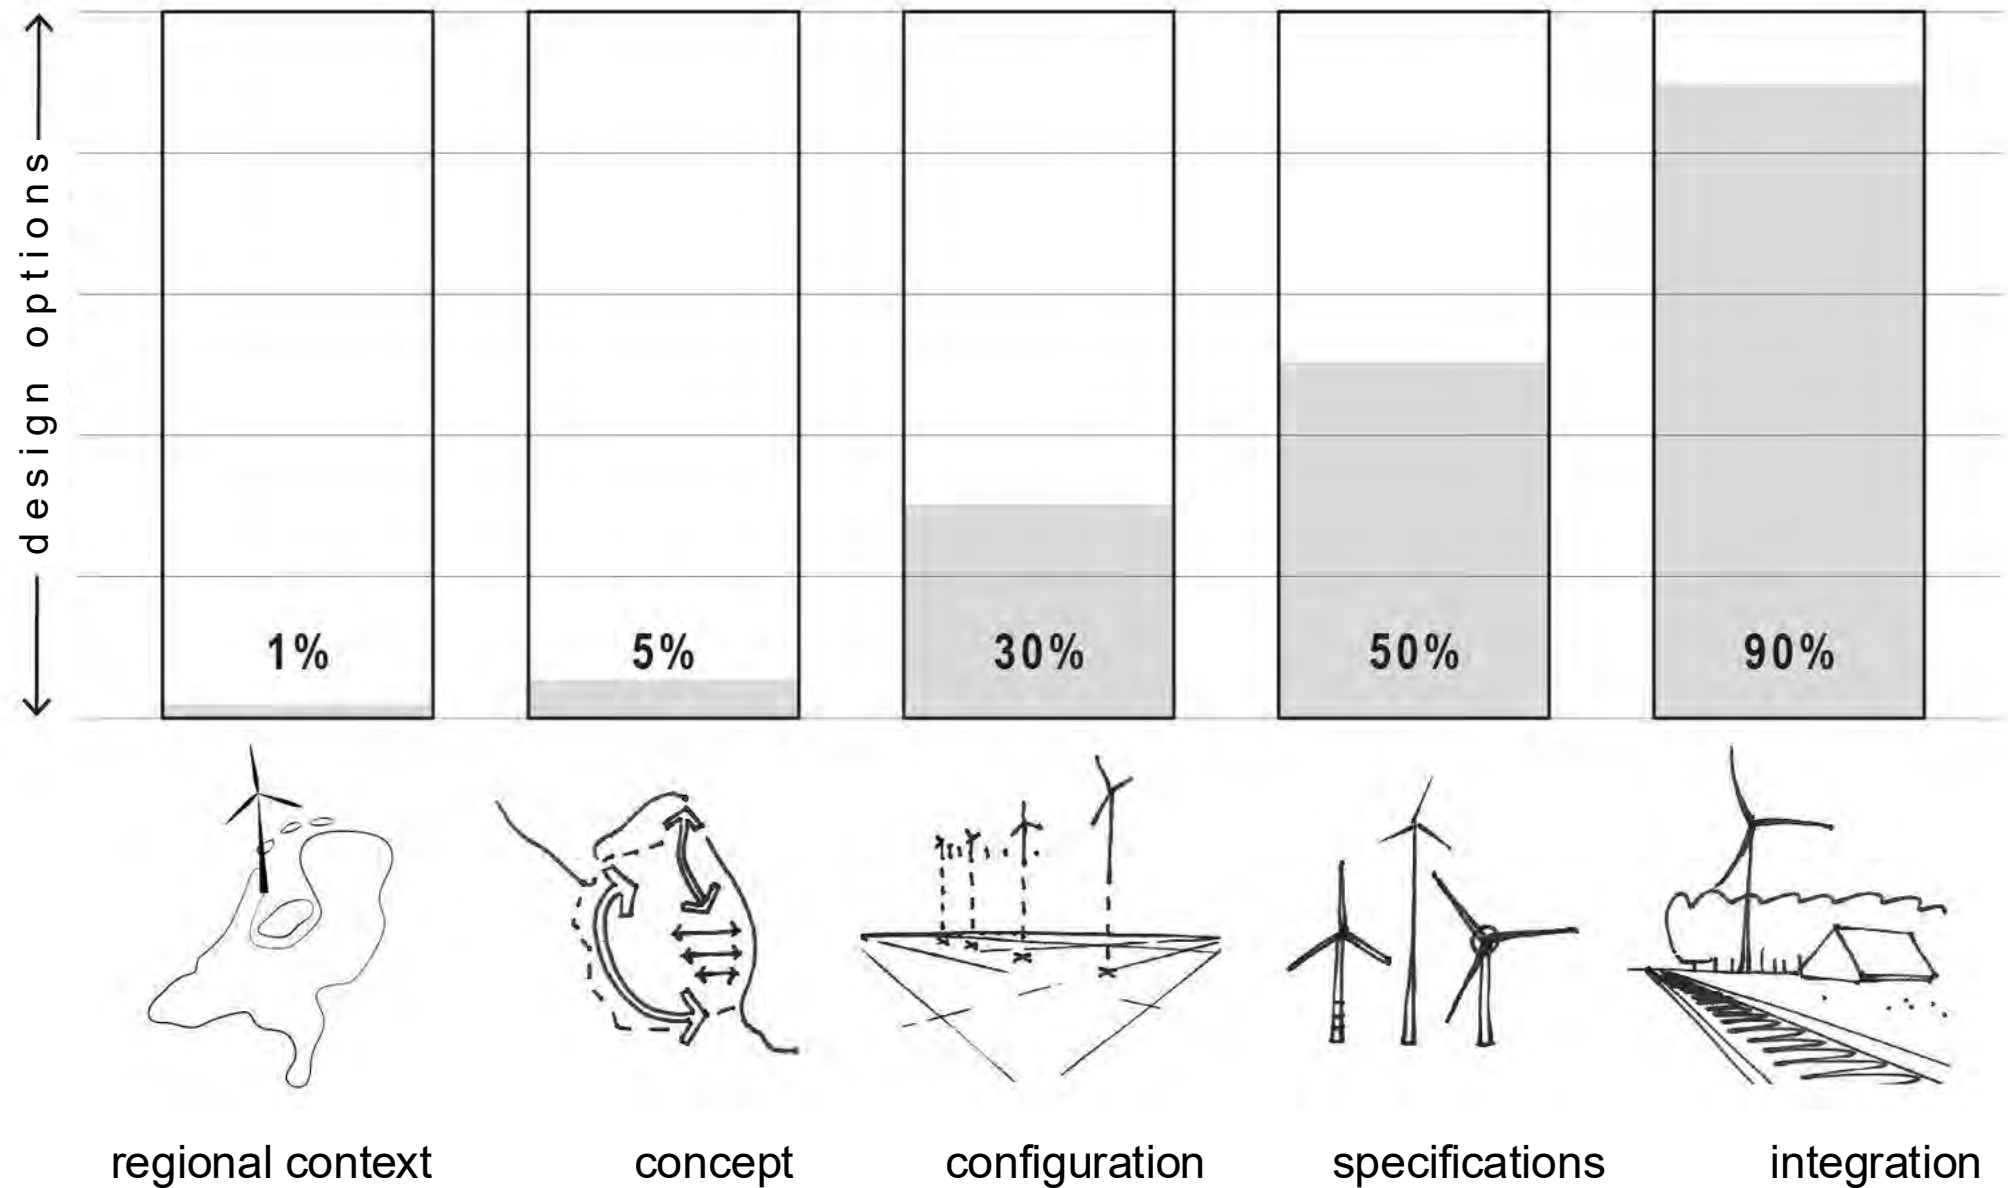 design options
1%
5%
30%
50%
90%
regional context
concept
configuration
specifications
integration